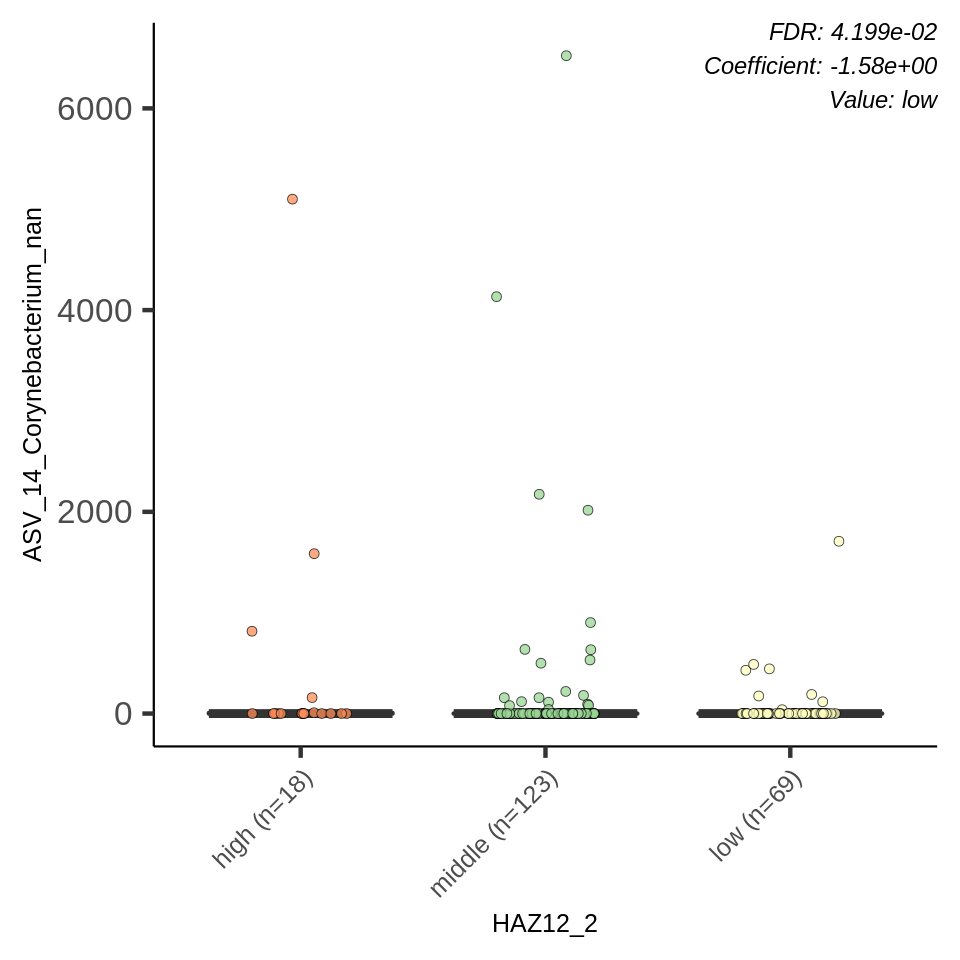 FDR: 4.199e-02
Coefficient: -1.58e+00
Value: low
6000
4000
2000
0
ASV_14_Corynebacterium_nan
high (n=18)
middle (n=123)
low (n=69)
HAZ12_2